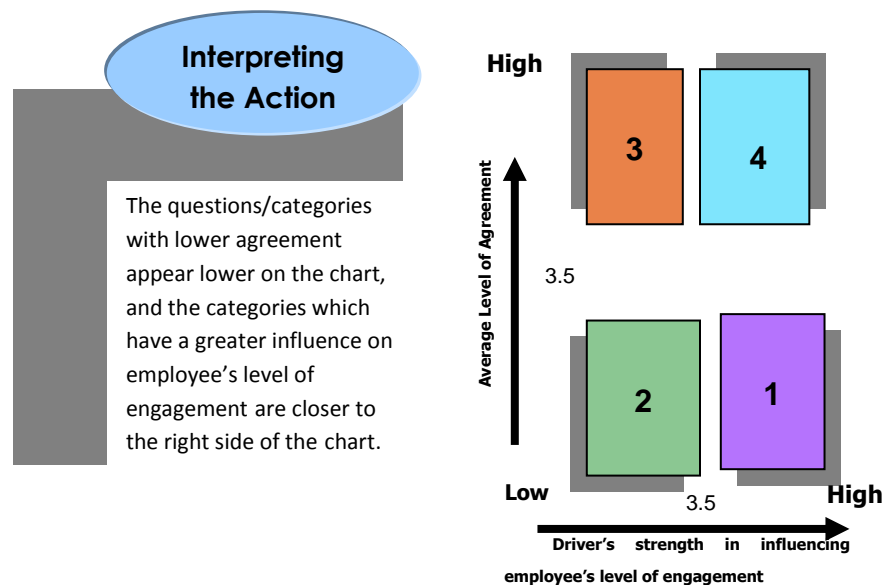 Interpreting
the Action
The questions/categories
with lower agreement
appear lower on the chart,
and the categories which
have a greater influence on
employee’s level of
engagement are closer to
the right side of the chart.
High
Average Level of Agreement
3
4
3.5
2
1
Low
3.5
High
Driver’s strength in influencing
employee’s level of engagement